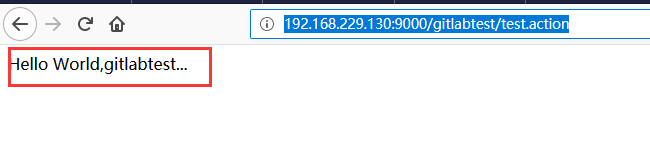 192.168.229.130:9000/gitlabtest/test.action
Hello World,gitlabtest...